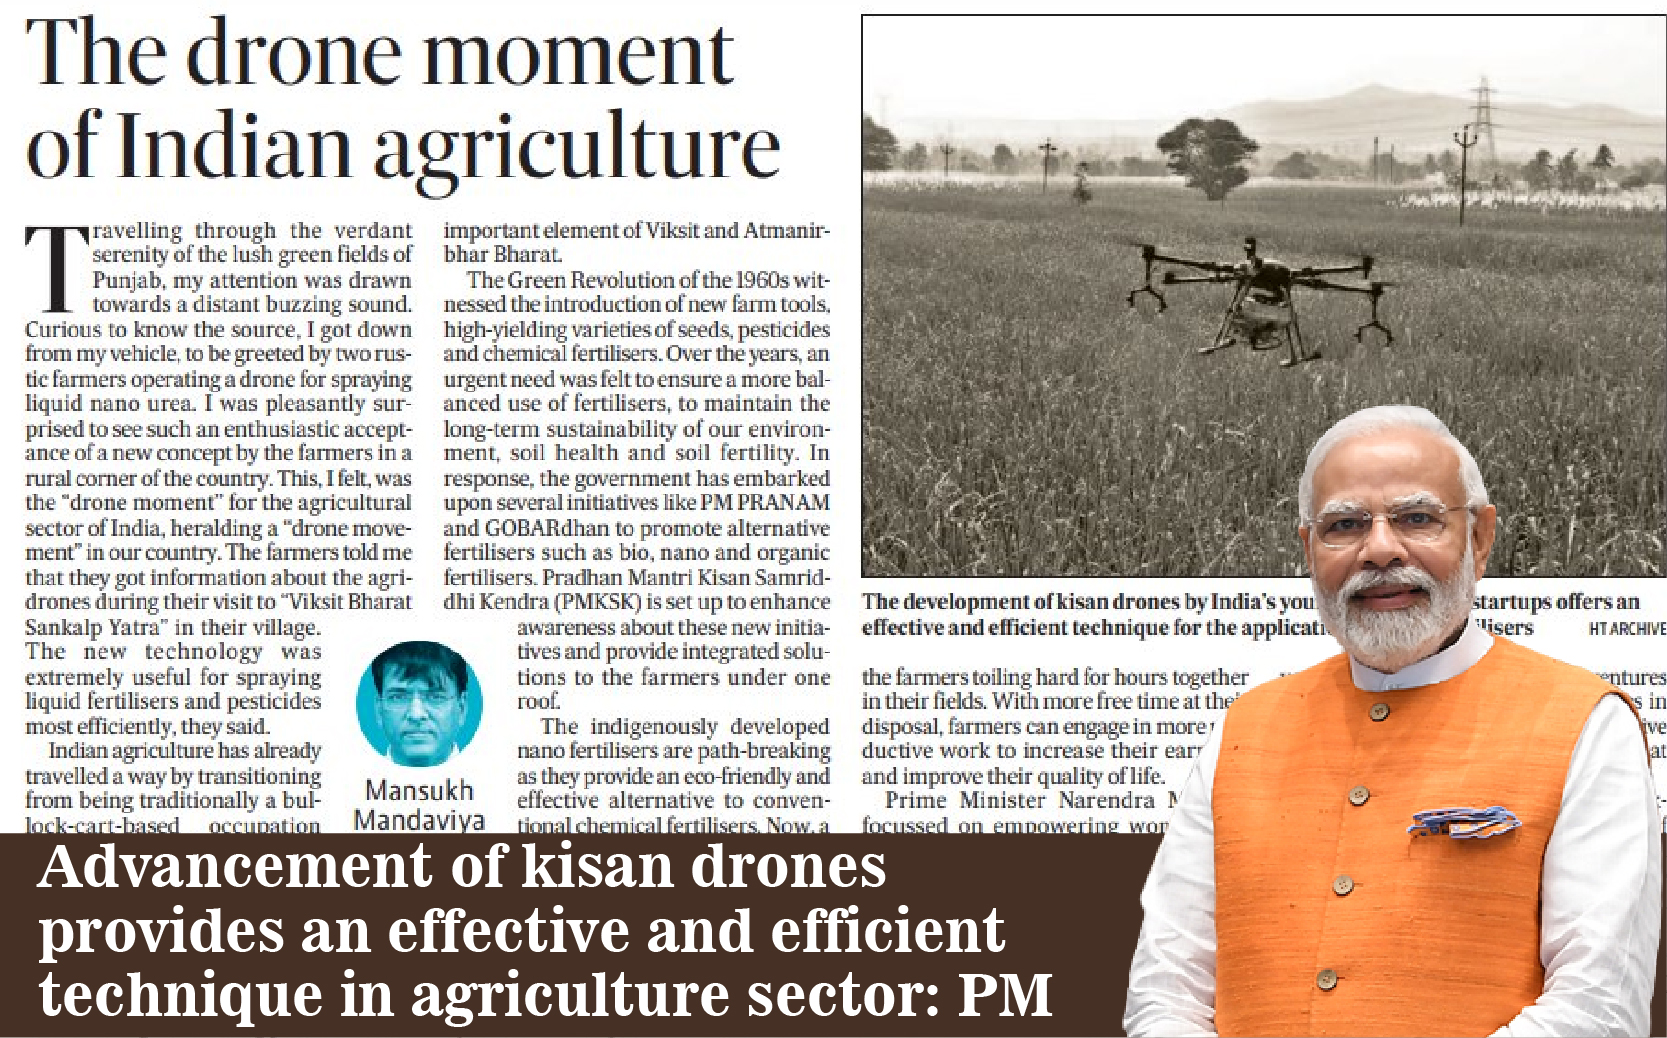 The drone moment
of Indian agriculture
Travelling through the verdant
serenity of the lush green fields of
Punjab, my attention was drawn
towards a distant buzzing sound.
Curious to know the source, I got down
from my vehicle, to be greeted by two rus-
tic farmers operating a drone for spraying
liquid nano urea. I was pleasantly sur-
prised to see such an enthusiastic accept-
ance of a new concept by the farmers in a
rural corner of the country. This, I felt, was
the “drone moment” for the agricultural
sector of India, heralding a “drone move-
ment” in our country. The farmers told me
that they got information about the agri-
drones during their visit to “Viksit Bharat
Sankalp Yatra” in their village.
The new technology was
extremely useful for spraying
liquid fertilisers and pesticides
most efficiently, they said.
Indian agriculture has already
travelled a way by transitioning
from being traditionally a bul-
lock-cart-based occupation
Mansukh
Mandaviya
important element of Viksit and Atmanir-
bhar Bharat.
The Green Revolution of the 1960s wit-
nessed the introduction of new farm tools,
high-yielding varieties of seeds, pesticides
and chemical fertilisers. Over the years, an
urgent need was felt to ensure a more bal-
anced use of fertilisers, to maintain the
long-term sustainability of our environ-
ment, soil health and soil fertility. In
response, the government has embarked
upon several initiatives like PM PRANAM
and GOBARdhan to promote alternative
fertilisers such as bio, nano and organic
fertilisers. Pradhan Mantri Kisan Samrid-
dhi Kendra (PMKSK) is set up to enhance
awareness about these new initia-
tives and provide integrated solu-
tions to the farmers under one
roof.
The indigenously developed
nano fertilisers are path-breaking
as they provide an eco-friendly and
effective alternative to conven-
tional chemical fertilisers. Now, a
The development of kisan drones by India’s startups offers an
effective and efficient technique for the HT ARCHIVE
the farmers toiling hard for hours together
in their fields. With more free time at
disposal, farmers can engage in more
ductive work to increase their
and improve their quality of life.
Prime Minister Narendra
focussed on empowering
in
Advancement of kisan drones
provides an effective and efficient
technique in agriculture sector: PM